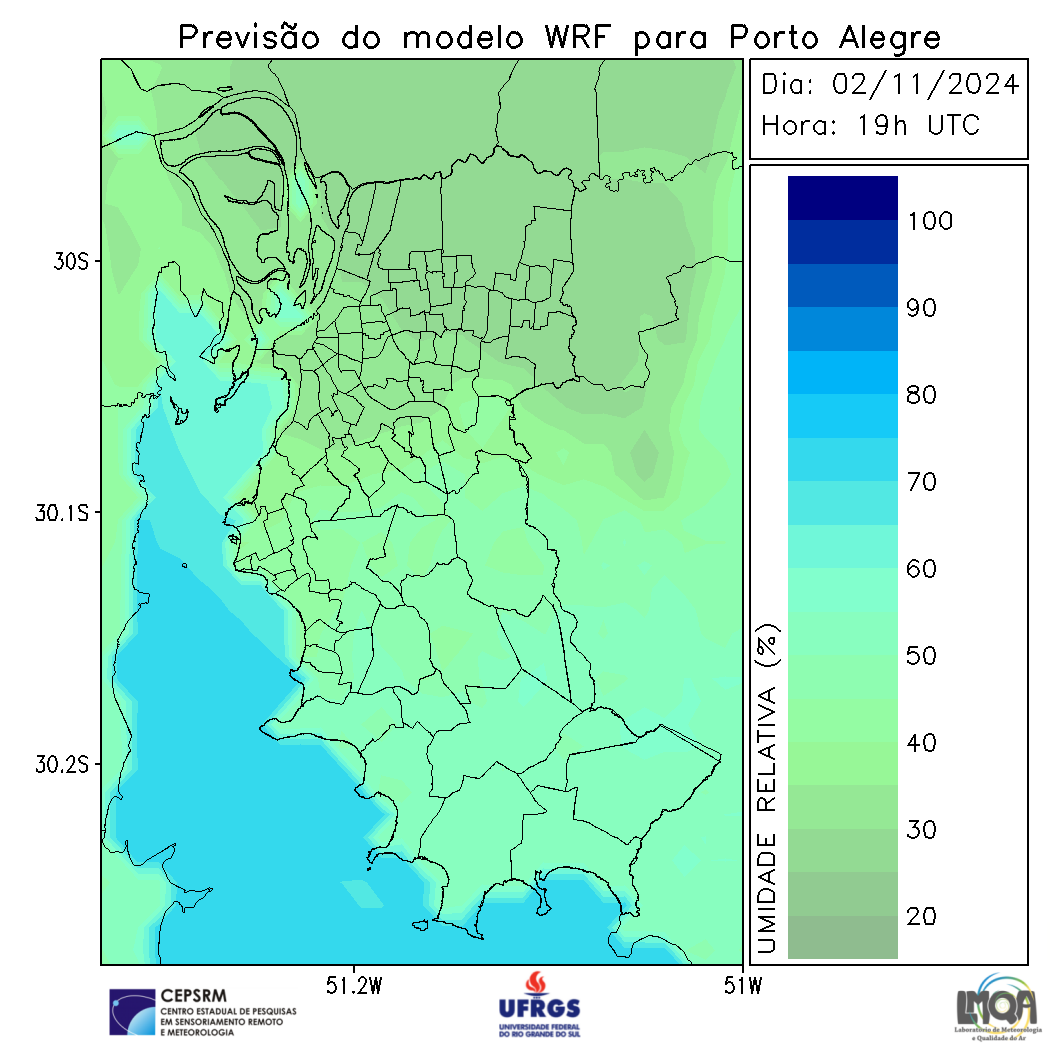 Previsão do modelo WRF para Porto Alegre
Dia: 02/11/2024
Hora: 19h UTC
30S
30.1S
30.2S
51.2W
51W
UMIDADE RELATIVA (%)
100
90
80
70
60
50
40
30
20
CEPSRM
CENTRO ESTADUAL DE PESQUISAS
EM SENSORIAMENTO REMOTO
E METEOROLOGIA
UFRGS
UNIVERSIDADE FEDERAL
DO RIO GRANDE DO SUL
LMQA
Laboratório de Meteorologia
e Qualidade do Ar